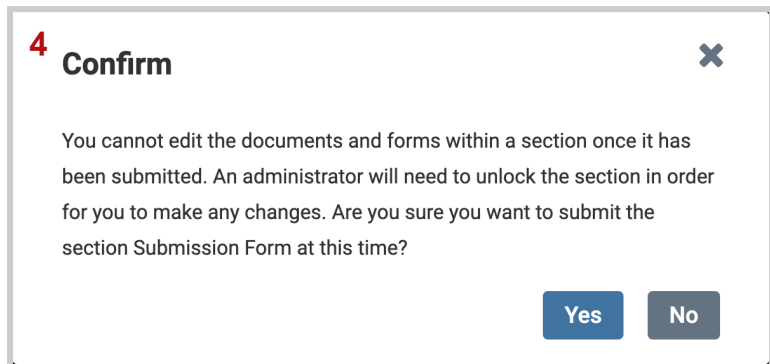 4
Confirm
You cannot edit the documents and forms within a section once it has
been submitted. An administrator will need to unlock the section in order
for you to make any changes. Are you sure you want to submit the
section Submission Form at this time?
Yes No